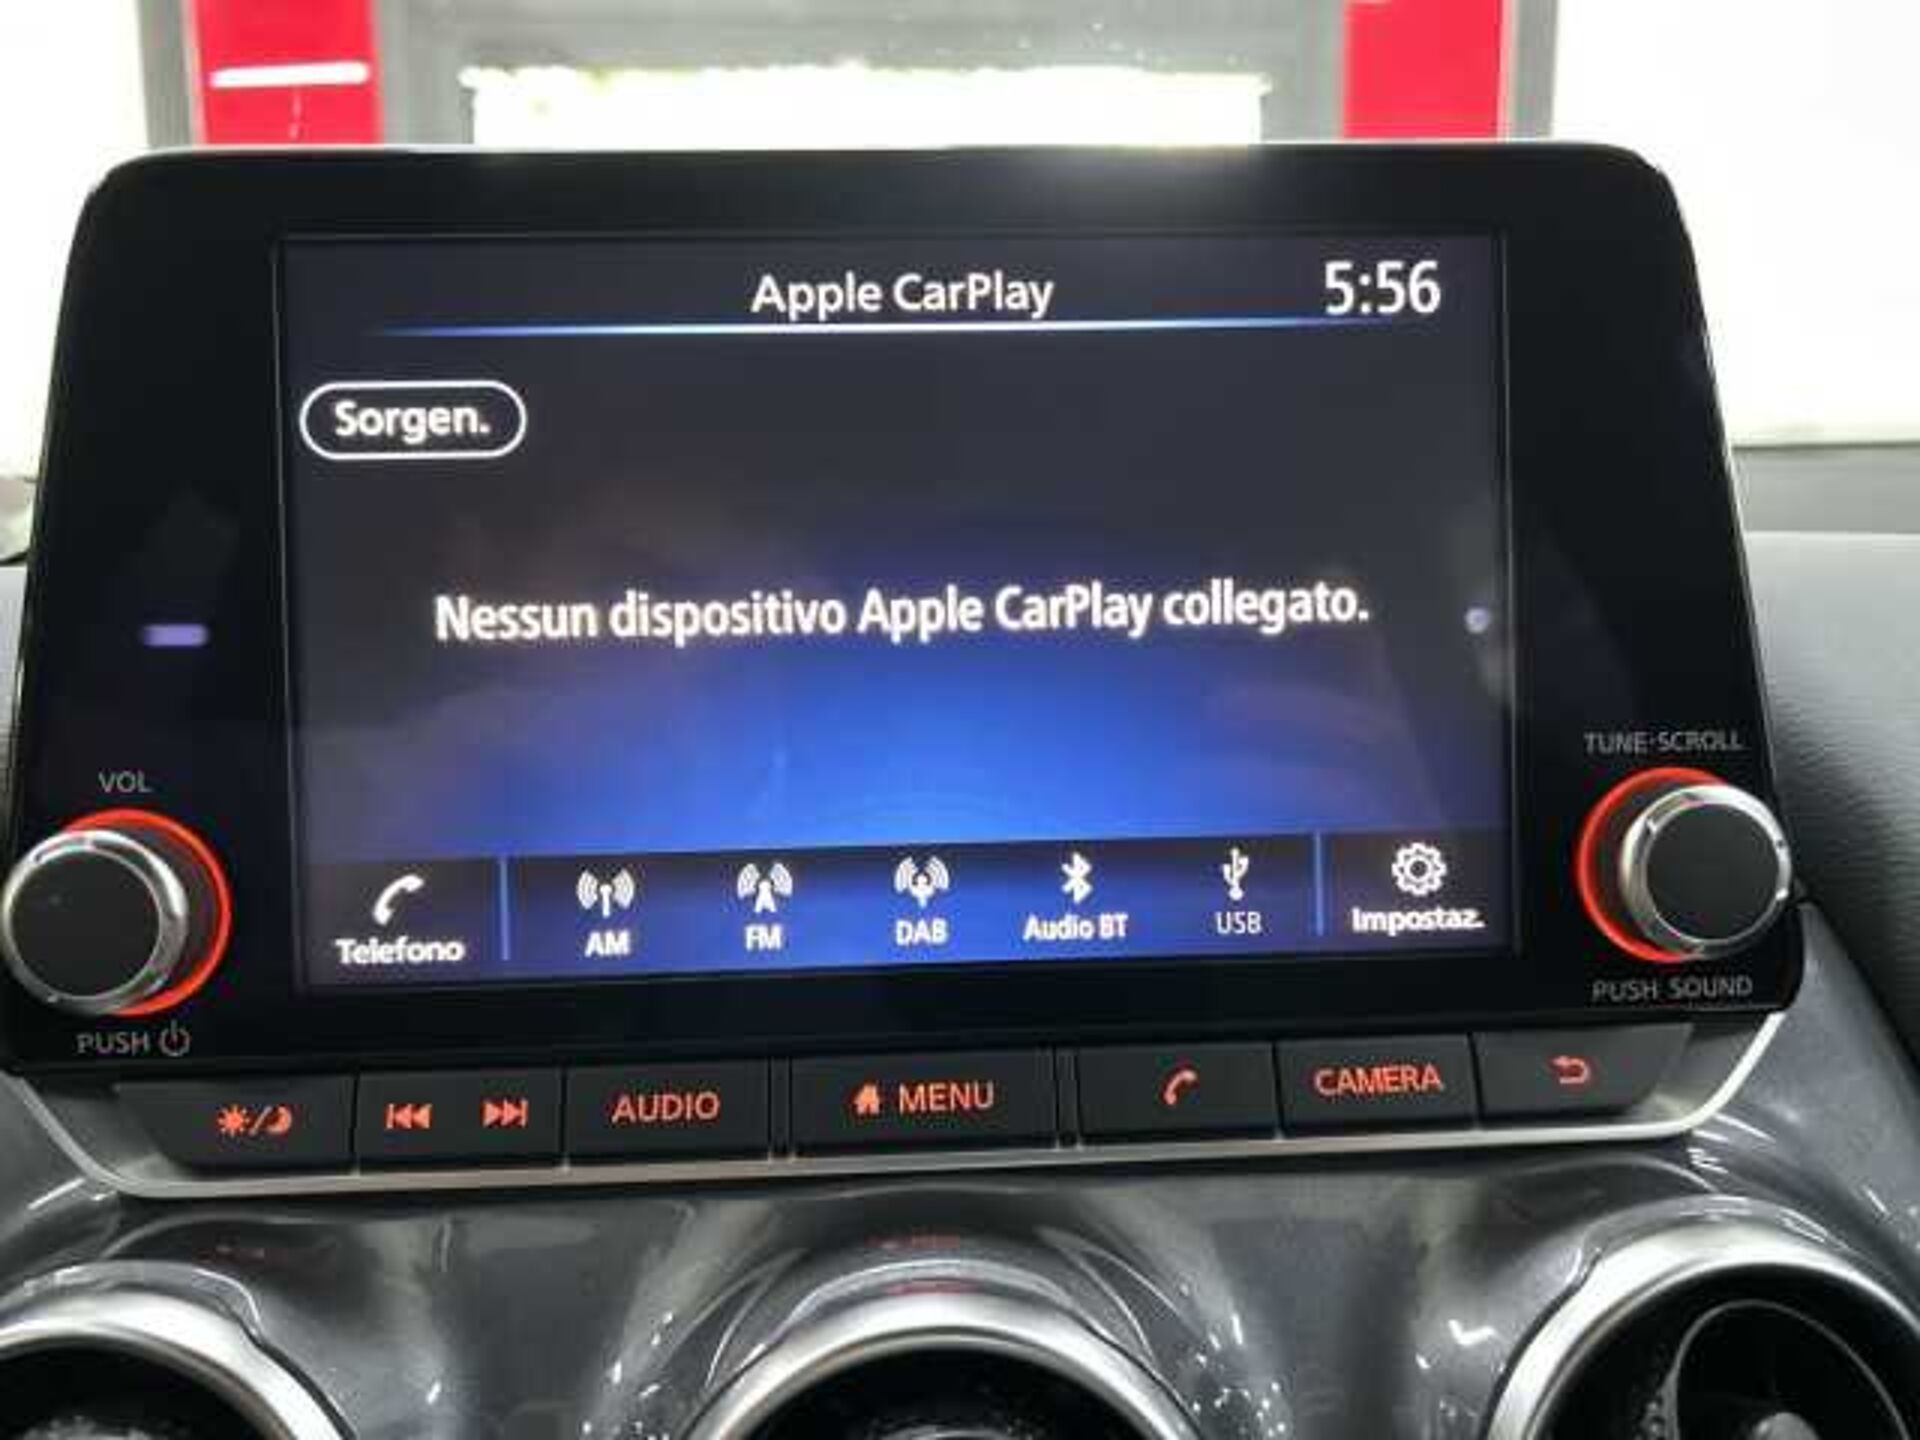 Apple CarPlay 5:56
Sorgen.
Nessun dispositivo Apple CarPlay collegato.
TUNE·SCROLL
VOL
Telefono AM FM DAB Audio BT USB Impostaz.
PUSH SOUND
PUSH
AUDIO MENU CAMERA